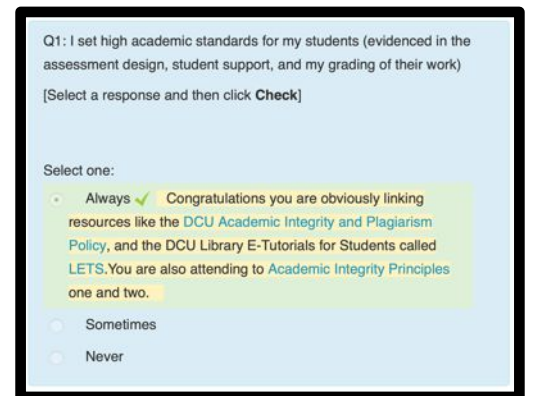 Q1: I set high academic standards for my students (evidenced in the
assessment design, student support, and my grading of their work)
[Select a response and then click Check]
Select one:
Always ✓ Congratulations you are obviously linking
resources like the DCU Academic Integrity and Plagiarism
Policy, and the DCU Library E-Tutorials for Students called
LETS.You are also attending to Academic Integrity Principles
one and two.
Sometimes
Never